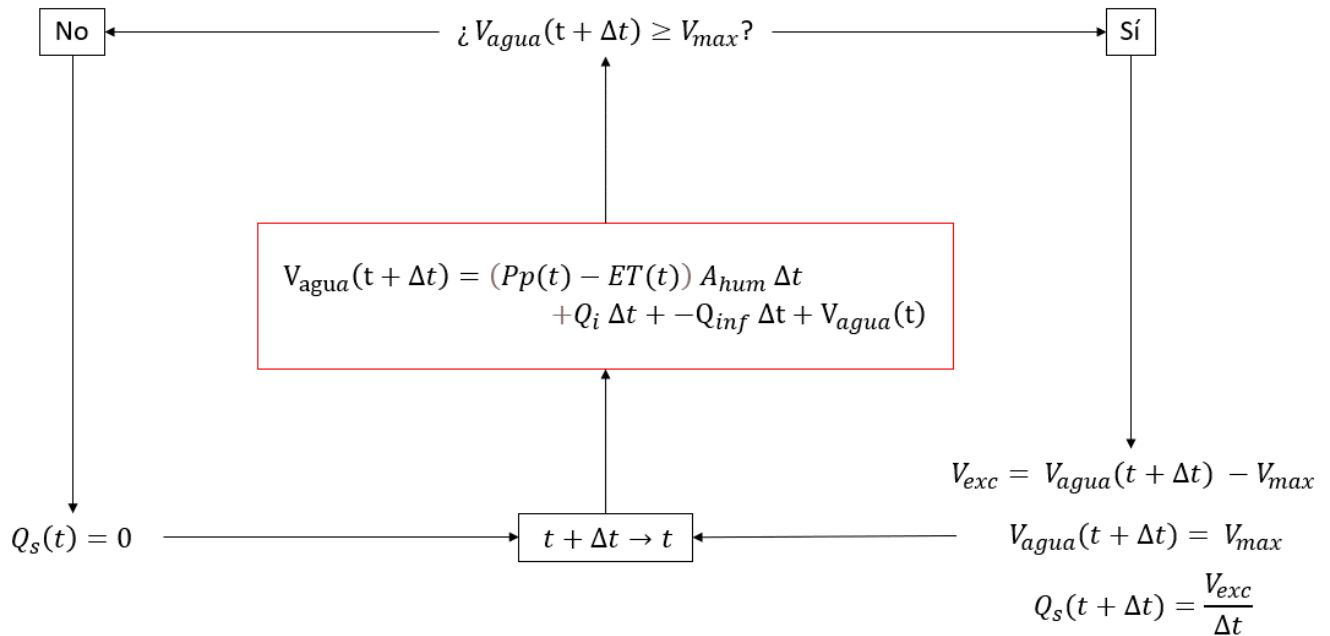 No
¿ V_agua(t + Δt) ≥ V_max?
Sí
V_agua(t + Δt) = (Pp(t) − ET(t)) A_hum Δt
+Q_i Δt + −Q_inf Δt + V_agua(t)
V_exc = V_agua(t + Δt) − V_max
Q_s(t) = 0
t + Δt → t
V_agua(t + Δt) = V_max
Q_s(t + Δt) = V_exc / Δt